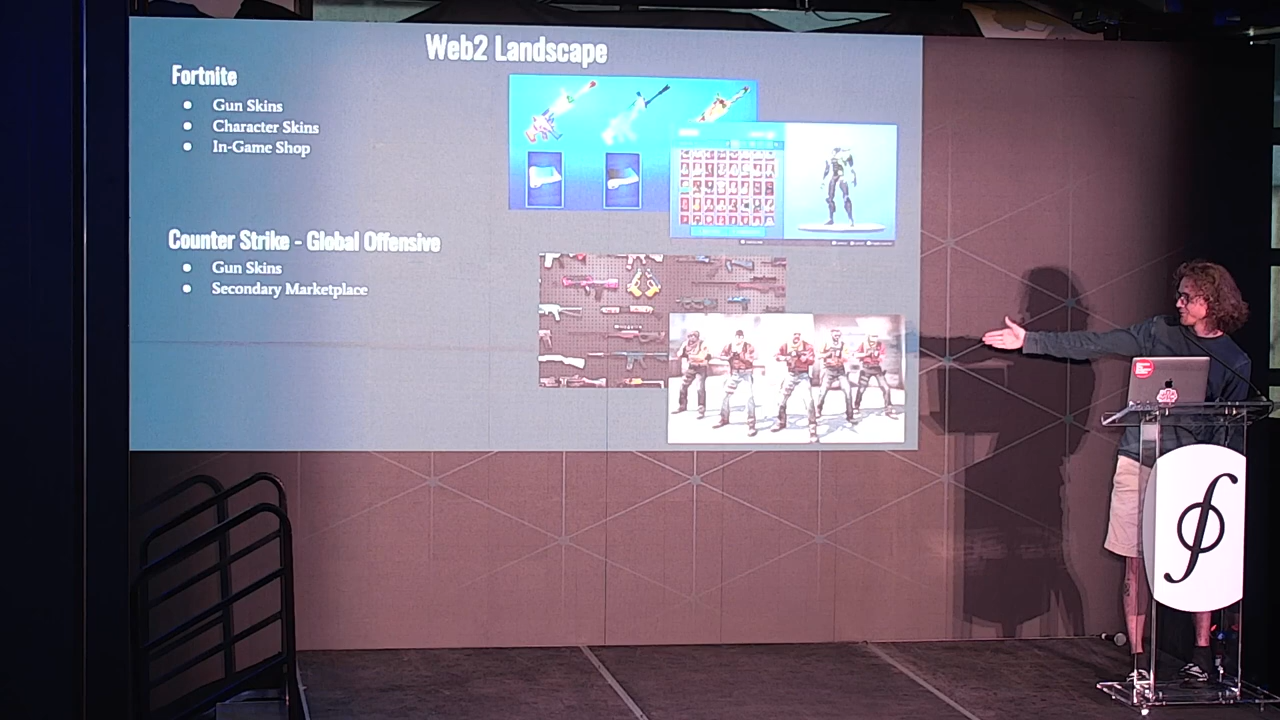 Web2 Landscape
Fortnite
Gun Skins
Character Skins
In-Game Shop
Counter Strike - Global Offensive
Gun Skins
Secondary Marketplace